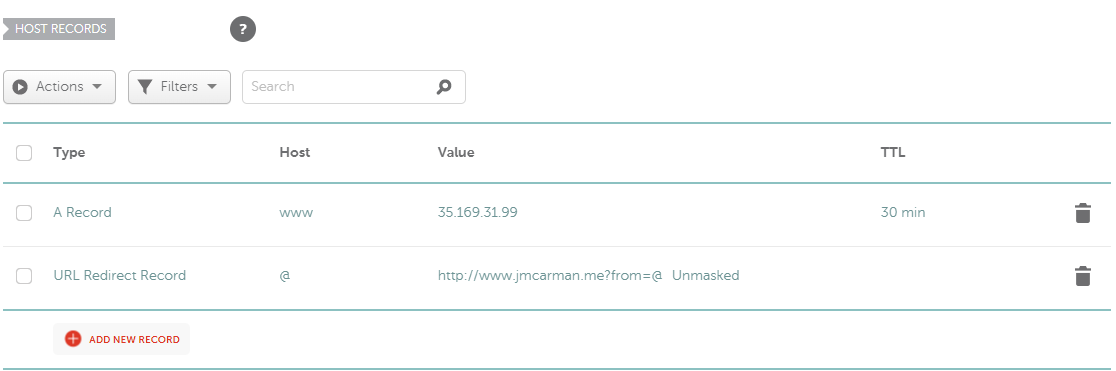 HOST RECORDS ?
Actions Filters Search
Type Host Value TTL
A Record www 35.169.31.99 30 min
URL Redirect Record @ http://www.jmcarman.me?from=@ Unmasked
ADD NEW RECORD